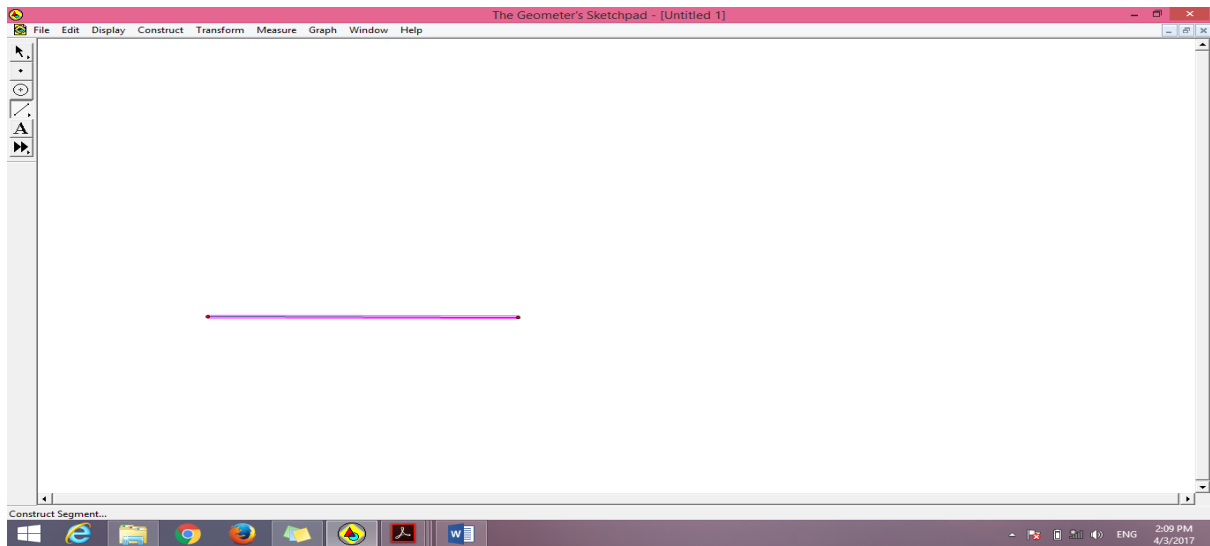 The Geometer's Sketchpad - [Untitled 1]
File Edit Display Construct Transform Measure Graph Window Help
A
Construct Segment...
W
ENG
2:09 PM
4/3/2017